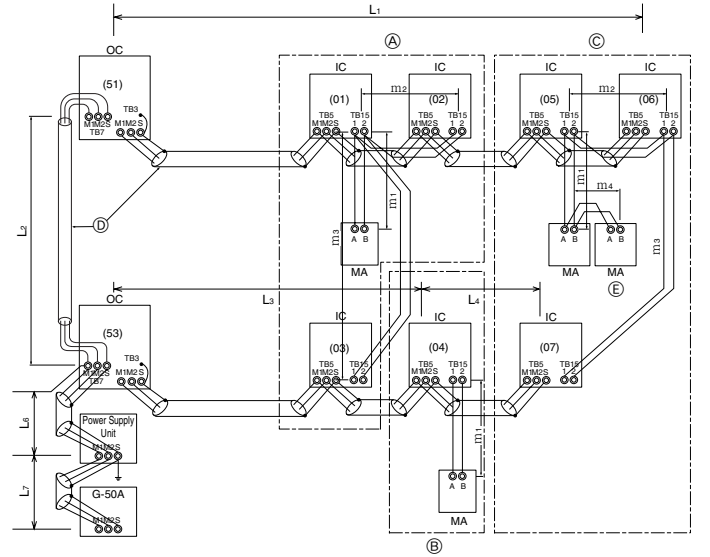 L1
A
C
OC
IC
IC
IC
IC
(51)
(01)
m2
(02)
(05)
m2
(06)
TB3
TB5
TB15
TB5
TB15
TB5
TB15
TB5
TB15
M1M2S
M1M2S
M1M2S
1 2
M1M2S
1 2
M1M2S
1 2
M1M2S
1 2
TB7
m1
m1
m4
D
L2
m3
m3
A B
A B
A B
MA
MA
MA
E
OC
L3
L4
IC
IC
IC
(53)
(03)
(04)
(07)
TB3
TB5
TB15
TB5
TB15
TB5
TB15
M1M2S
M1M2S
M1M2S
1 2
M1M2S
1 2
M1M2S
1 2
TB7
L6
Power Supply
Unit
m1
M1M2S
L7
G-50A
A B
M1M2S
MA
B